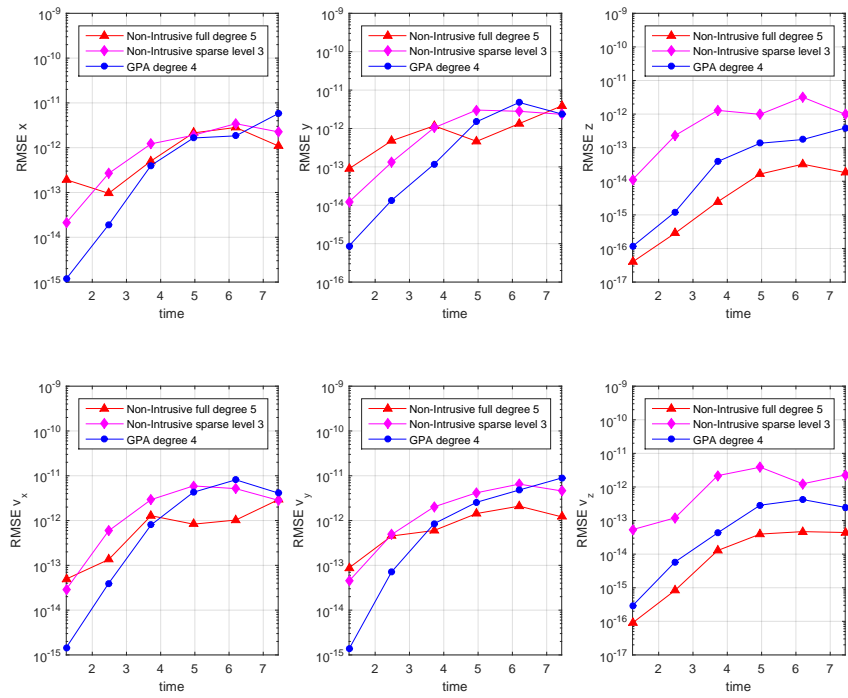 10^-9
10^-10
10^-11
10^-12
10^-13
10^-14
10^-15
RMSE x
Non-Intrusive full degree 5
Non-Intrusive sparse level 3
GPA degree 4
2 3 4 5 6 7
time
10^-9
10^-10
10^-11
10^-12
10^-13
10^-14
10^-15
10^-16
RMSE y
Non-Intrusive full degree 5
Non-Intrusive sparse level 3
GPA degree 4
2 3 4 5 6 7
time
10^-9
10^-10
10^-11
10^-12
10^-13
10^-14
10^-15
10^-16
10^-17
RMSE z
Non-Intrusive full degree 5
Non-Intrusive sparse level 3
GPA degree 4
2 3 4 5 6 7
time
10^-9
10^-10
10^-11
10^-12
10^-13
10^-14
10^-15
RMSE v_x
Non-Intrusive full degree 5
Non-Intrusive sparse level 3
GPA degree 4
2 3 4 5 6 7
time
10^-9
10^-10
10^-11
10^-12
10^-13
10^-14
10^-15
RMSE v_y
Non-Intrusive full degree 5
Non-Intrusive sparse level 3
GPA degree 4
2 3 4 5 6 7
time
10^-9
10^-10
10^-11
10^-12
10^-13
10^-14
10^-15
10^-16
10^-17
RMSE v_z
Non-Intrusive full degree 5
Non-Intrusive sparse level 3
GPA degree 4
2 3 4 5 6 7
time